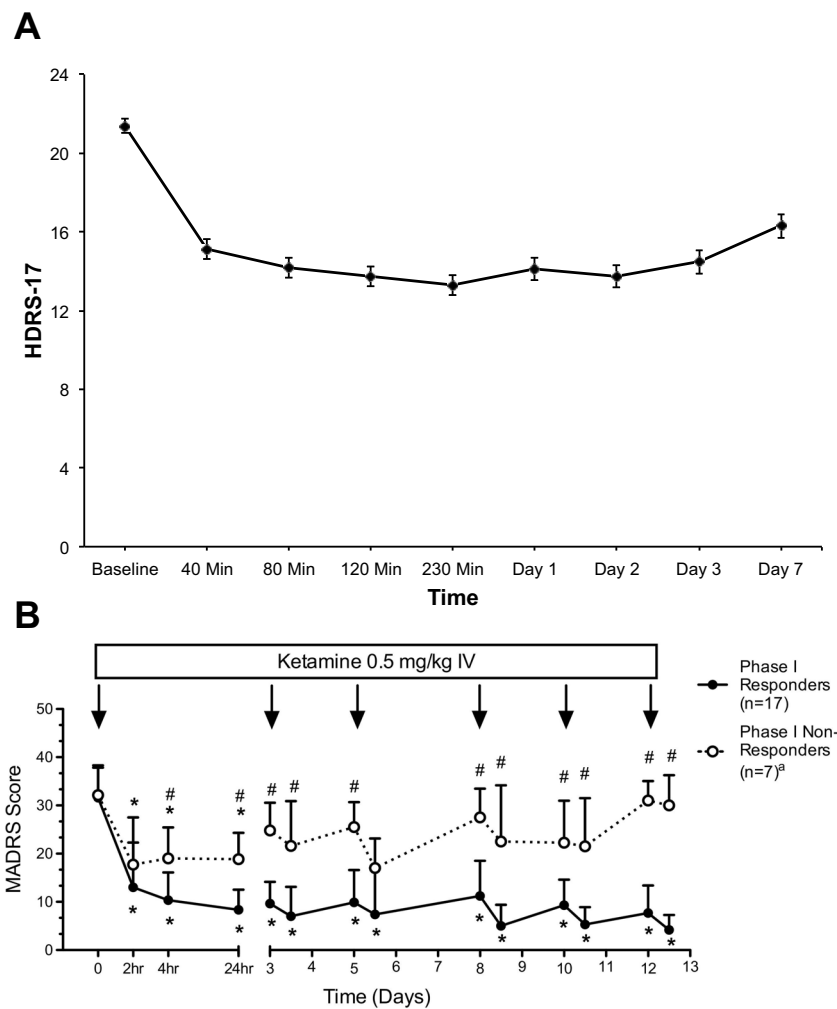 A
24
20
16
12
8
4
0
HDRS-17
Baseline 40 Min 80 Min 120 Min 230 Min Day 1 Day 2 Day 3 Day 7
Time
B
Ketamine 0.5 mg/kg IV
Phase I
Responders
(n=17)
Phase I Non-
Responders
(n=7)a
50
40
30
20
10
0
MADRS Score
# # # # # # # # #
# #
* * *
* * * * * * * * * * * * *
0 2hr 4hr 24hr 3 4 5 6 7 8 9 10 11 12 13
Time (Days)